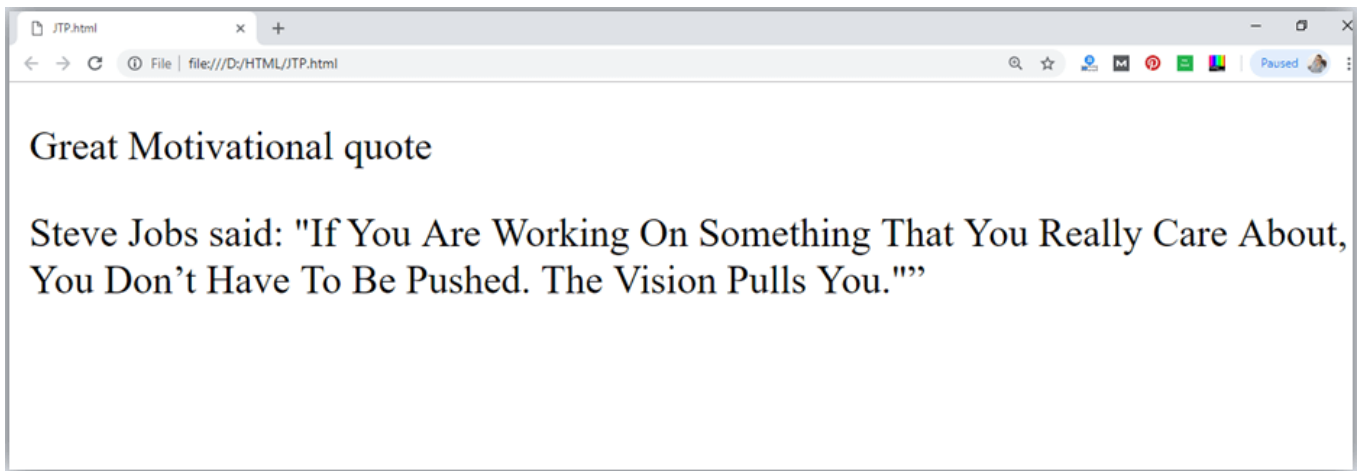 JTP.html
File | file:///D:/HTML/JTP.html
Paused
Great Motivational quote
Steve Jobs said: "If You Are Working On Something That You Really Care About,
You Don’t Have To Be Pushed. The Vision Pulls You."”